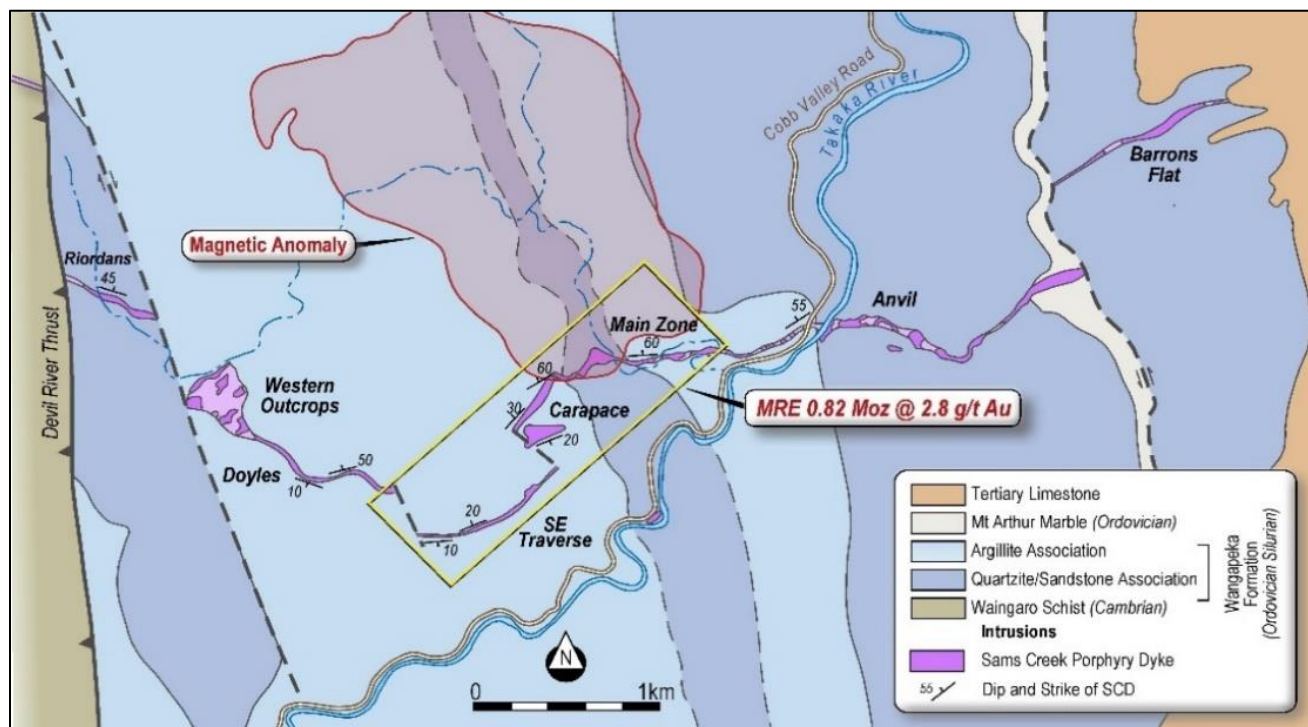 Cobb Valley Road
Takaka River
Barrons
Flat
Magnetic Anomaly
Riordans
45
Devil River Thrust
Main Zone
60
55
Anvil
Western
Outcrops
60
30
Carapace
20
MRE 0.82 Moz @ 2.8 g/t Au
Doyles
50
10
20
10
SE
Traverse
N
0
1km
Tertiary Limestone
Mt Arthur Marble (Ordovician)
Argillite Association
Quartzite/Sandstone Association
Waingaro Schist (Cambrian)
Wangapeka
Formation
(Ordovician Silurian)
Intrusions
Sams Creek Porphyry Dyke
55 Dip and Strike of SCD